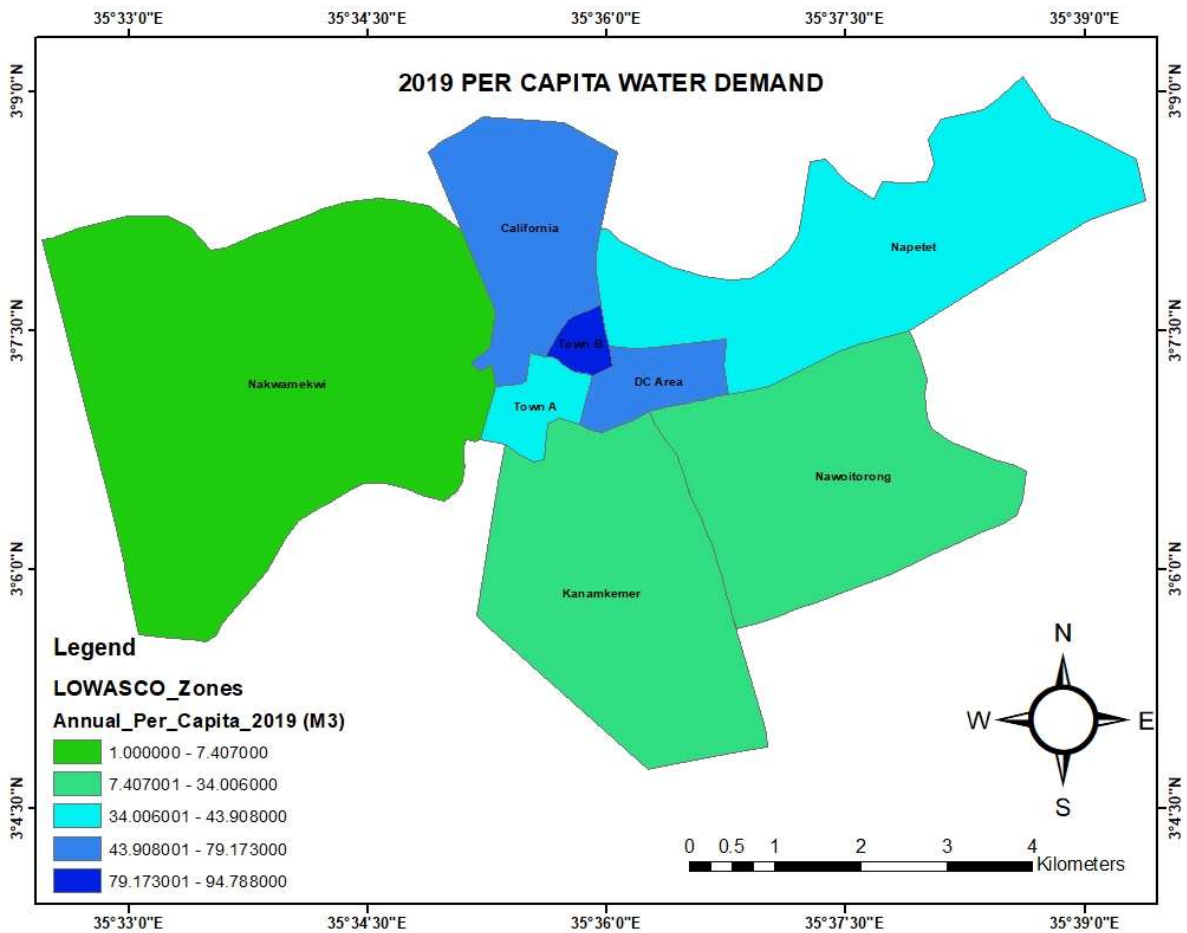 35°33'0"E 35°34'30"E 35°36'0"E 35°37'30"E 35°39'0"E
3°9'0"N
3°9'0"N
2019 PER CAPITA WATER DEMAND
California
Napetet
3°7'30"N
3°7'30"N
Town B
Nakwamekwi
DC Area
Town A
Nawoitorong
3°6'0"N
3°6'0"N
Kanamkemer
Legend
LOWASCO_Zones
Annual_Per_Capita_2019 (M3)
1.000000 - 7.407000
7.407001 - 34.006000
34.006001 - 43.908000
43.908001 - 79.173000
79.173001 - 94.788000
N
W E
S
3°4'30"N
3°4'30"N
0 0.5 1 2 3 4
Kilometers
35°33'0"E 35°34'30"E 35°36'0"E 35°37'30"E 35°39'0"E